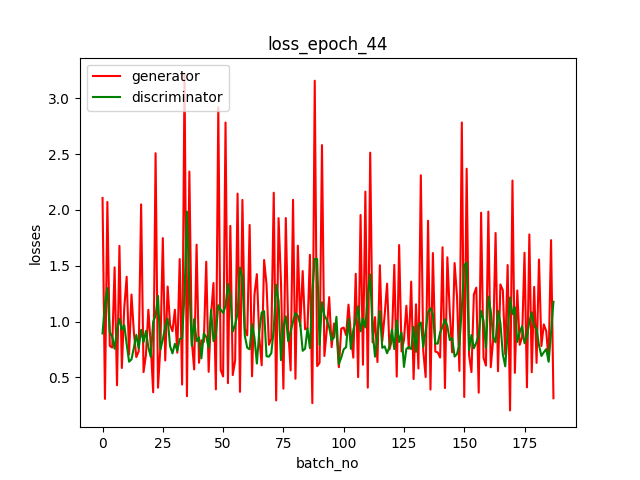 loss_epoch_44
generator
discriminator
losses
3.0
2.5
2.0
1.5
1.0
0.5
0 25 50 75 100 125 150 175
batch_no